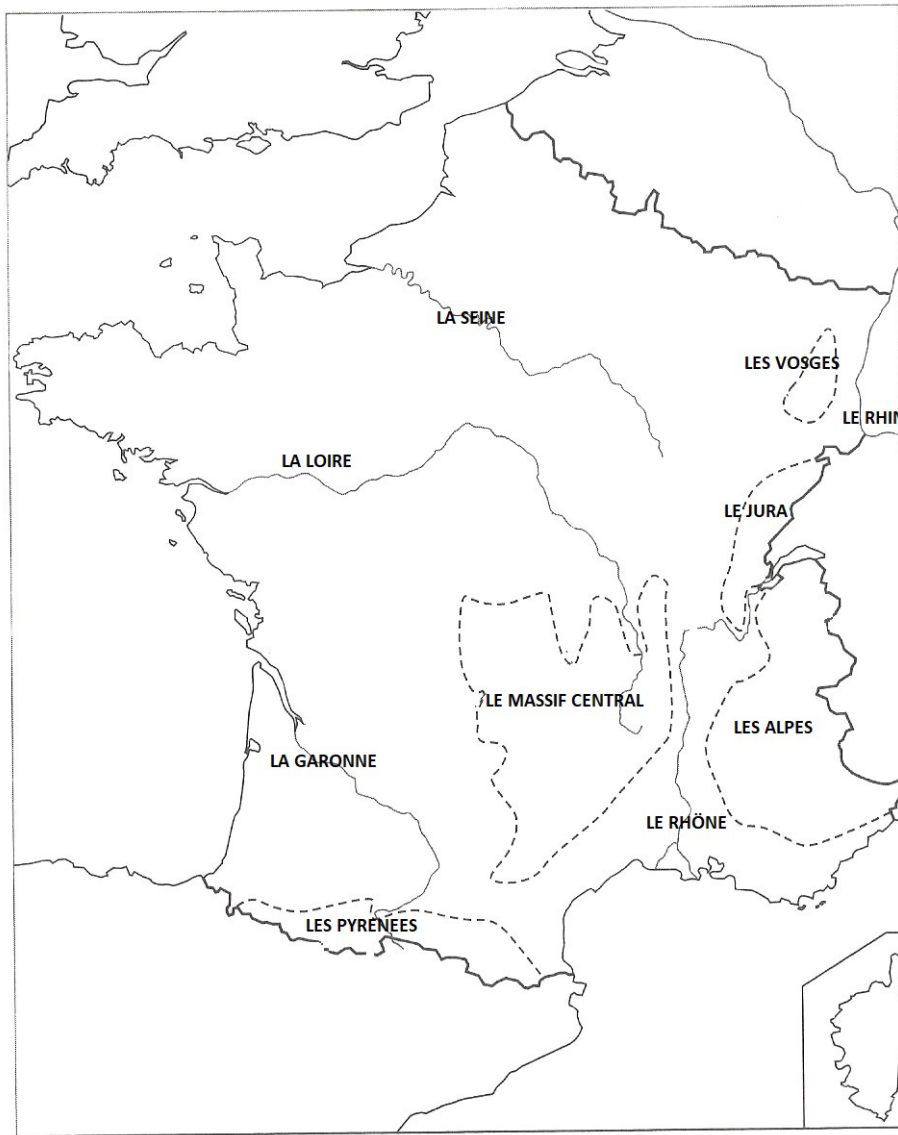 LA SEINE
LES VOSGES
LE RHIN
LA LOIRE
LE JURA
LE MASSIF CENTRAL
LES ALPES
LA GARONNE
LE RHÖNE
LES PYRENEES